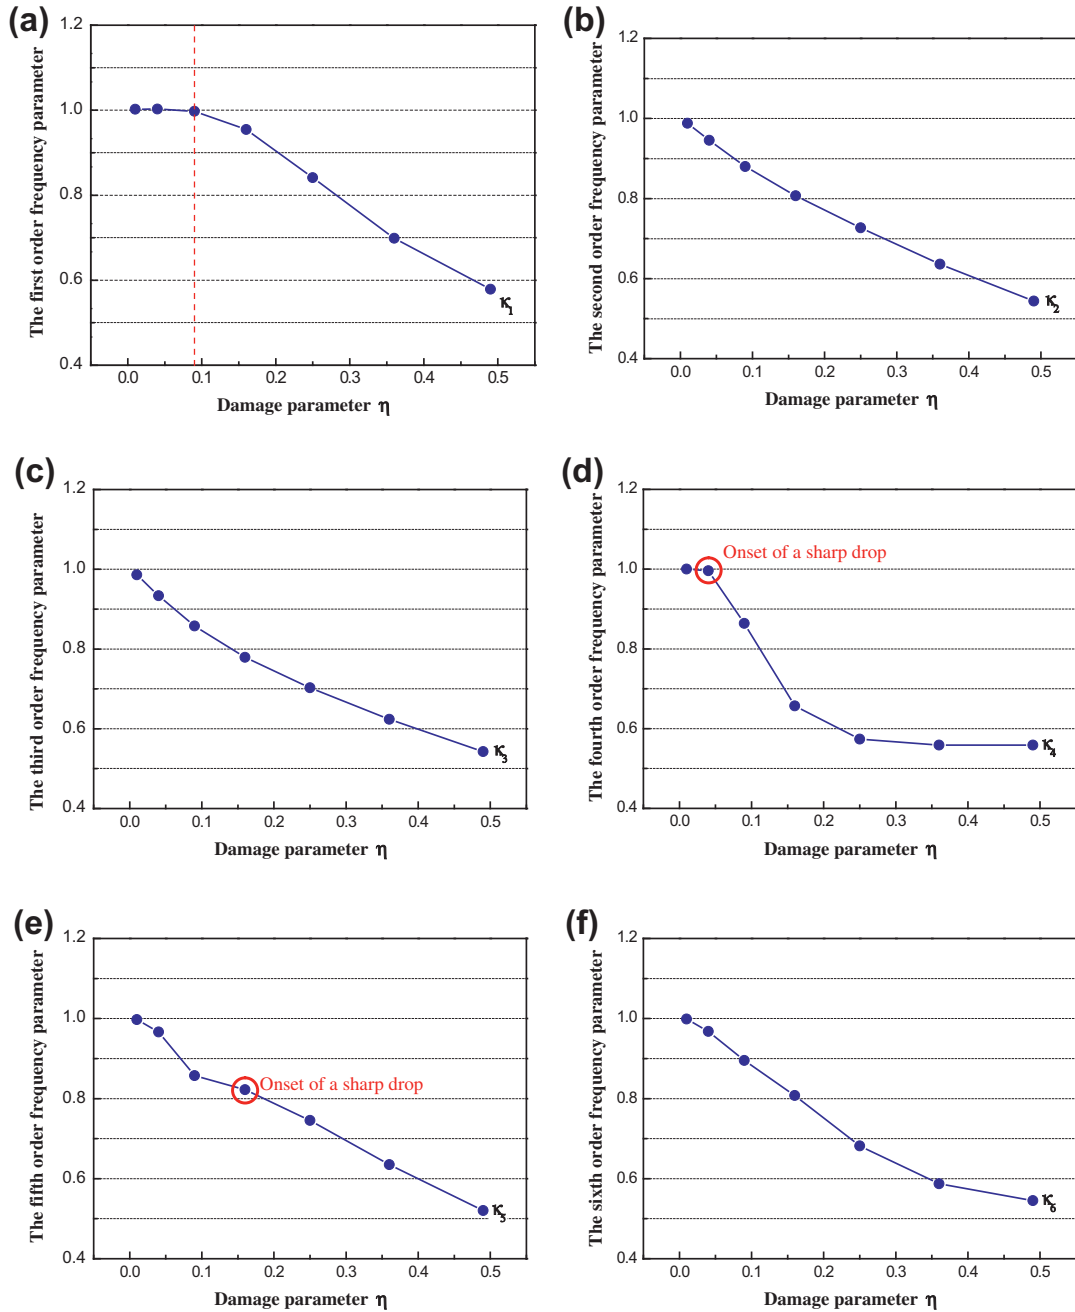 (a)
The first order frequency parameter
1.2
1.0
0.8
0.6
0.4
κ1
0.0 0.1 0.2 0.3 0.4 0.5
Damage parameter η
(b)
The second order frequency parameter
1.2
1.0
0.8
0.6
0.4
κ2
0.0 0.1 0.2 0.3 0.4 0.5
Damage parameter η
(c)
The third order frequency parameter
1.2
1.0
0.8
0.6
0.4
κ3
0.0 0.1 0.2 0.3 0.4 0.5
Damage parameter η
(d)
The fourth order frequency parameter
1.2
Onset of a sharp drop
1.0
0.8
0.6
0.4
κ4
0.0 0.1 0.2 0.3 0.4 0.5
Damage parameter η
(e)
The fifth order frequency parameter
1.2
1.0
Onset of a sharp drop
0.8
0.6
0.4
κ5
0.0 0.1 0.2 0.3 0.4 0.5
Damage parameter η
(f)
The sixth order frequency parameter
1.2
1.0
0.8
0.6
0.4
κ6
0.0 0.1 0.2 0.3 0.4 0.5
Damage parameter η